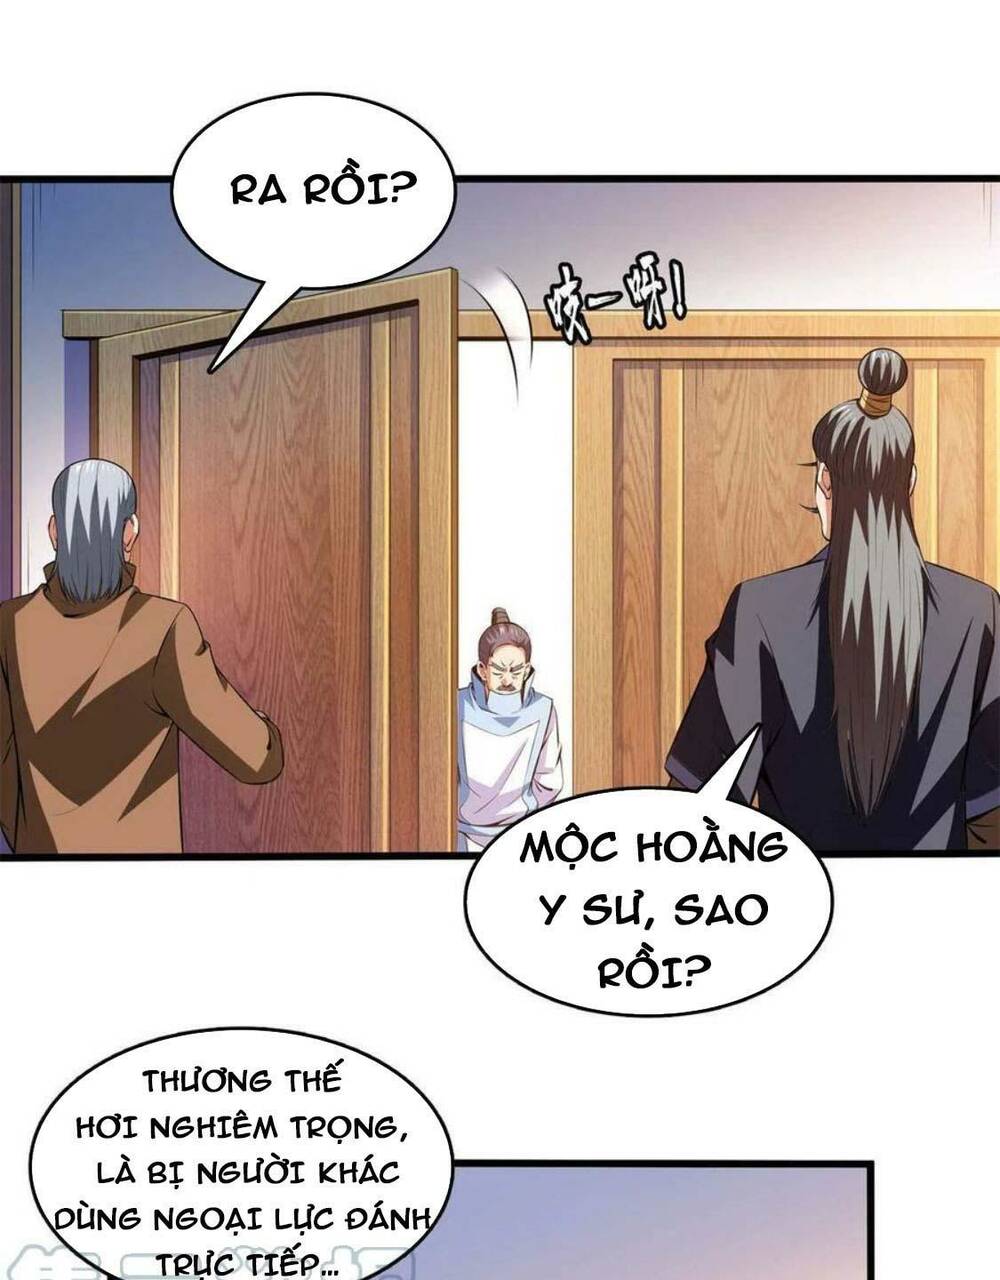 RA RỒI?
吱一呀!
MỘC HOẰNG
Y SƯ, SAO
RỒI?
THƯƠNG THẾ
HƠI NGHIÊM TRỌNG,
LÀ BỊ NGƯỜI KHÁC
DÙNG NGOẠI LỰC ĐÁNH
TRỰC TIẾP...